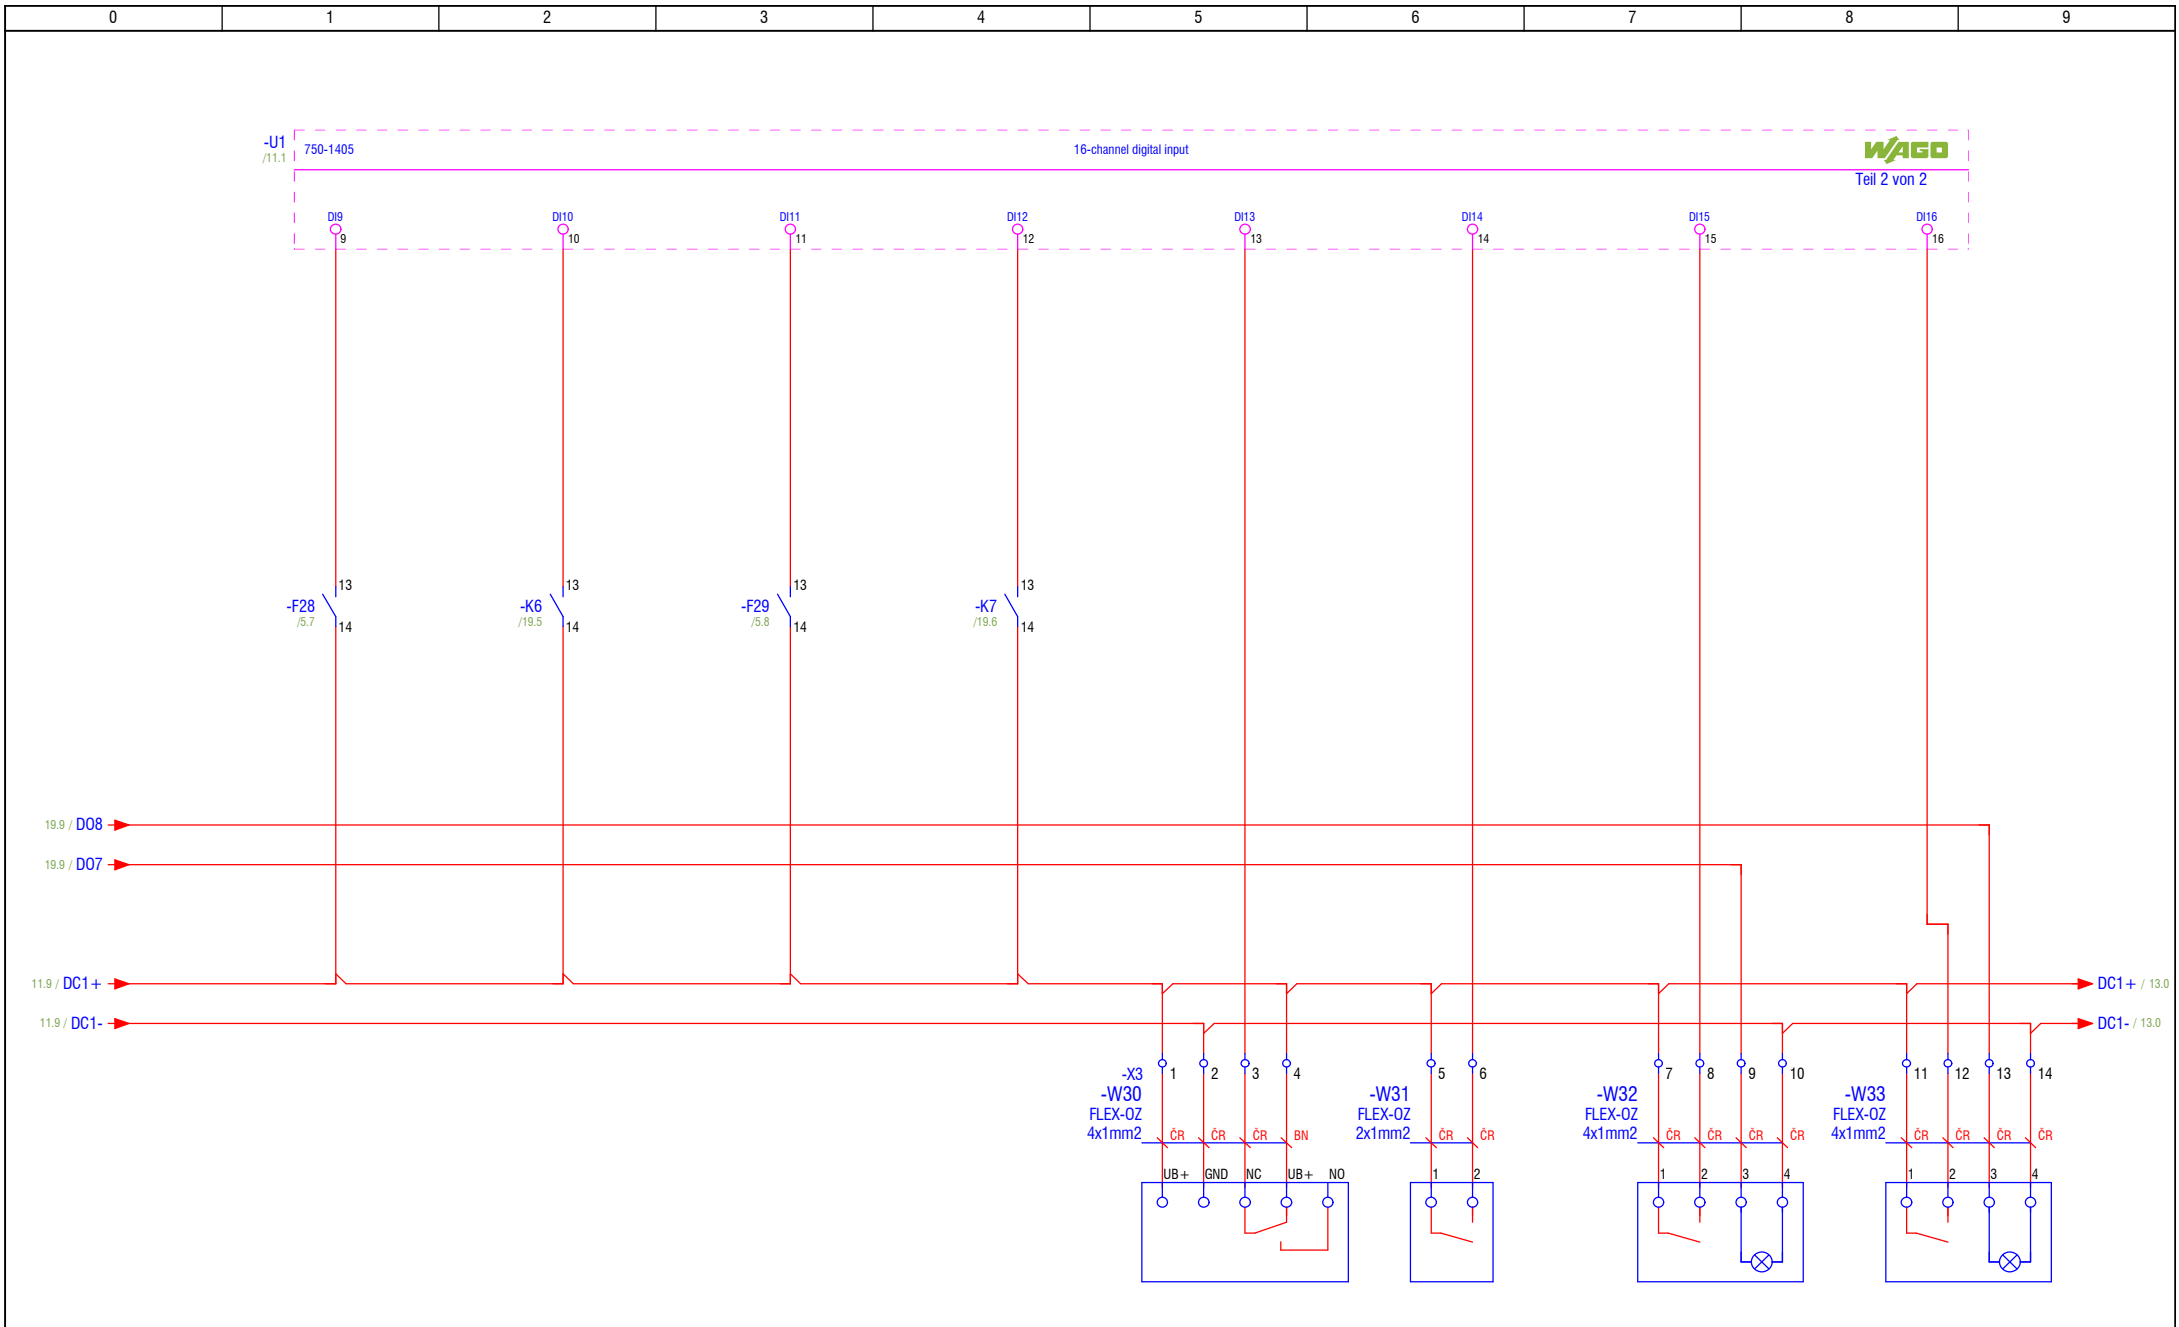 0 1 2 3 4 5 6 7 8 9
-U1 750-1405 16-channel digital input WAGO
/11.1
Teil 2 von 2
DI9 DI10 DI11 DI12 DI13 DI14 DI15 DI16
9 10 11 12 13 14 15 16
13 13 13 13
-F28 -K6 -F29 -K7
/5.7 /19.5 /5.8 /19.6
14 14 14 14
19.9 / DO8
19.9 / DO7
11.9 / DC1+ DC1+ / 13.0
11.9 / DC1- DC1- / 13.0
-X3 1 2 3 4 5 6 7 8 9 10 11 12 13 14
-W30 -W31 -W32 -W33
FLEX-OZ FLEX-OZ FLEX-OZ FLEX-OZ
4x1mm2 ČR ČR ČR BN 2x1mm2 ČR ČR 4x1mm2 ČR ČR ČR ČR 4x1mm2 ČR ČR ČR ČR
UB+ GND NC UB+ NO 1 2 1 2 3 4 1 2 3 4